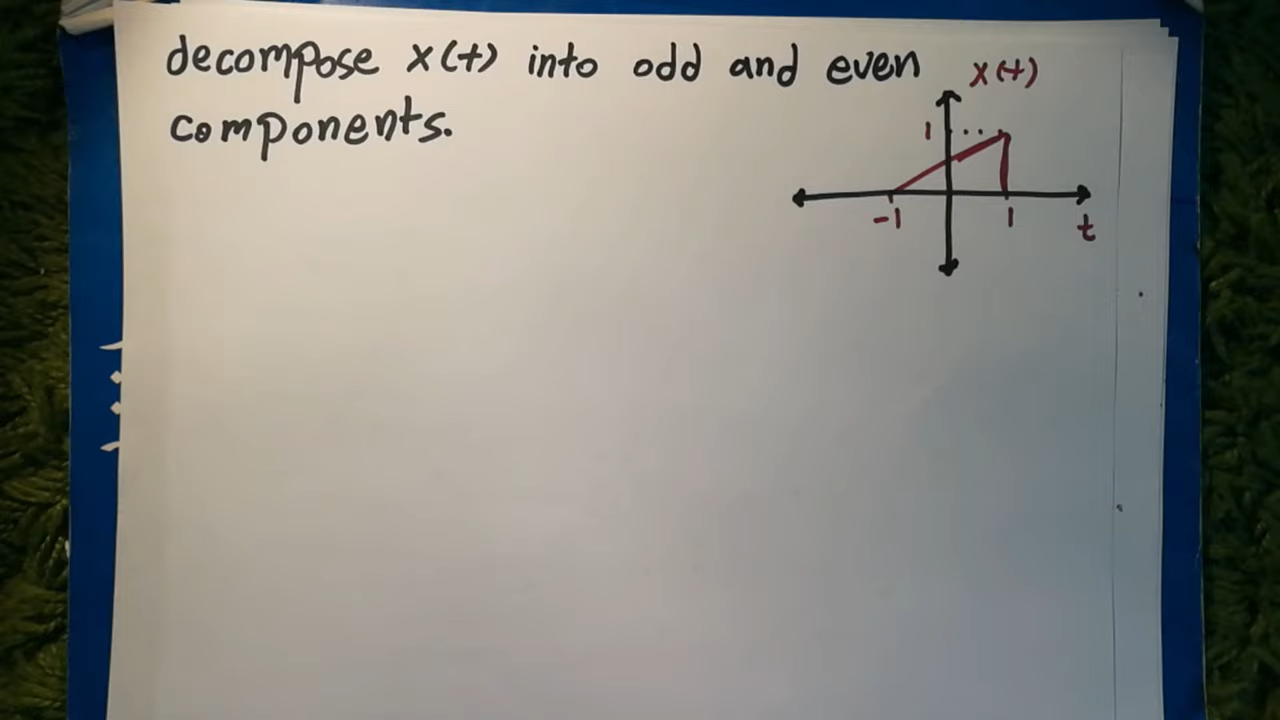 decompose x(t) into odd and even
components.
x(t)
1
-1
1
t